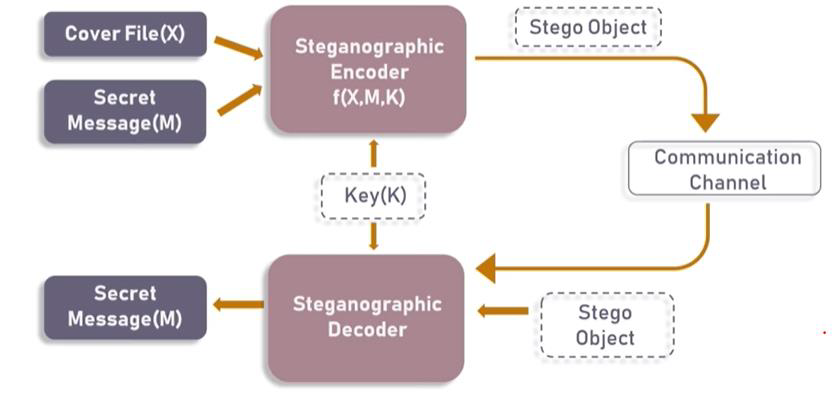 Cover File(X)
Secret
Message(M)
Steganographic
Encoder
f(X,M,K)
Stego Object
Communication
Channel
Key(K)
Secret
Message(M)
Steganographic
Decoder
Stego
Object